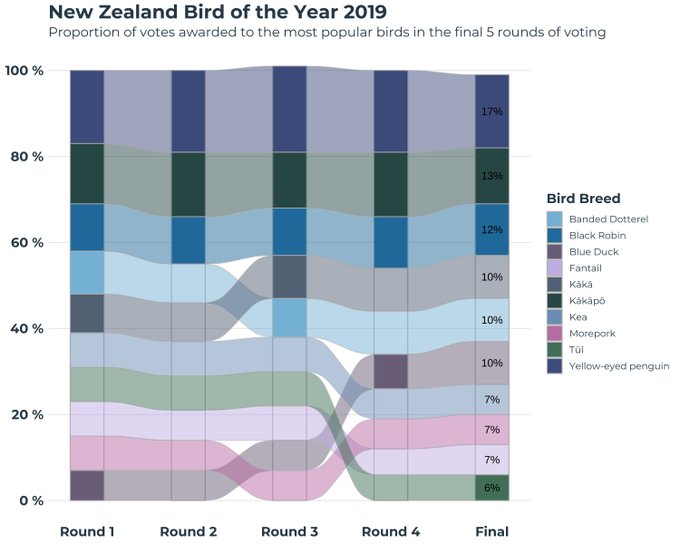 New Zealand Bird of the Year 2019
Proportion of votes awarded to the most popular birds in the final 5 rounds of voting
100 %
80 %
60 %
40 %
20 %
0 %
17%
13%
12%
10%
10%
10%
7%
7%
7%
6%
Round 1
Round 2
Round 3
Round 4
Final
Bird Breed
Banded Dotterel
Black Robin
Blue Duck
Fantail
Kākā
Kākāpō
Kea
Morepork
Tūī
Yellow-eyed penguin